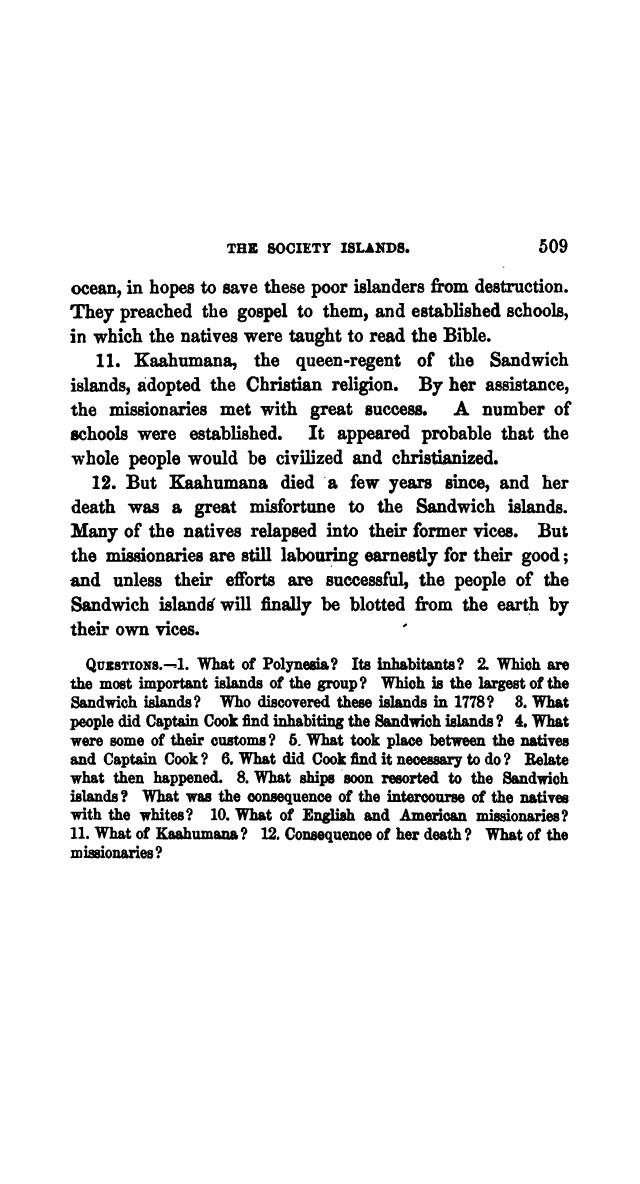 THE SOCIETY ISLANDS. 509
ocean, in hopes to save these poor islanders from destruction.
They preached the gospel to them, and established schools,
in which the natives were taught to read the Bible.
11. Kaahumana, the queen-regent of the Sandwich
islands, adopted the Christian religion. By her assistance,
the missionaries met with great success. A number of
schools were established. It appeared probable that the
whole people would be civilized and christianized.
12. But Kaahumana died a few years since, and her
death was a great misfortune to the Sandwich islands.
Many of the natives relapsed into their former vices. But
the missionaries are still labouring earnestly for their good;
and unless their efforts are successful, the people of the
Sandwich islands will finally be blotted from the earth by
their own vices.
QUESTIONS.—1. What of Polynesia? Its inhabitants? 2. Which are
the most important islands of the group? Which is the largest of the
Sandwich islands? Who discovered these islands in 1778? 3. What
people did Captain Cook find inhabiting the Sandwich islands? 4. What
were some of their customs? 5. What took place between the natives
and Captain Cook? 6. What did Cook find it necessary to do? Relate
what then happened. 8. What ships soon resorted to the Sandwich
islands? What was the consequence of the intercourse of the natives
with the whites? 10. What of English and American missionaries?
11. What of Kaahumana? 12. Consequence of her death? What of the
missionaries?